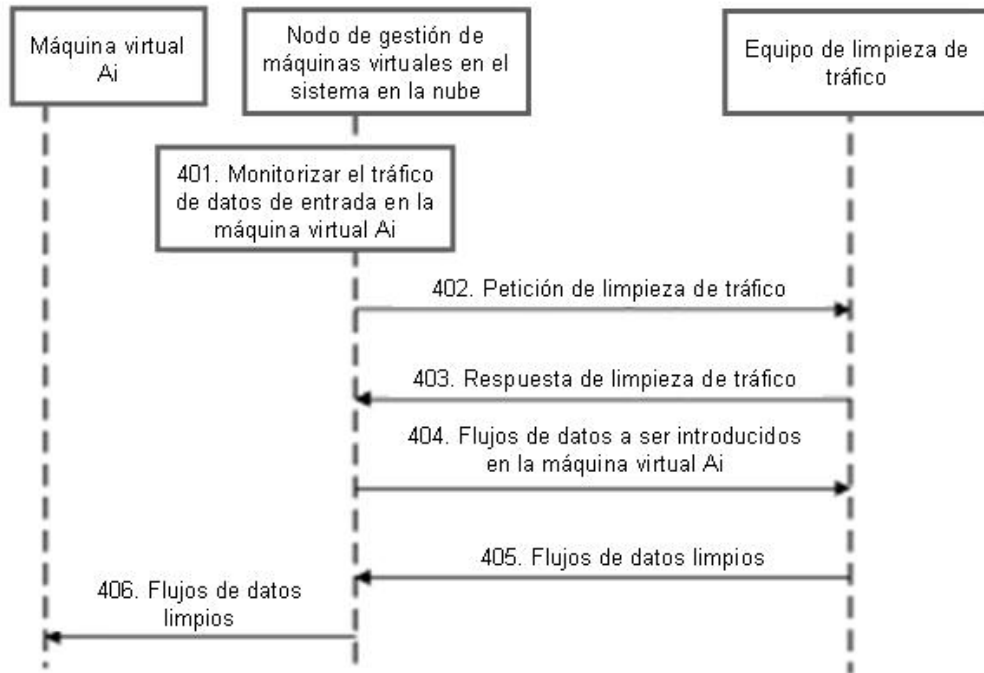 Máquina virtual
Ai
Nodo de gestión de
máquinas virtuales en el
sistema en la nube
Equipo de limpieza de
tráfico
401. Monitorizar el tráfico
de datos de entrada en la
máquina virtual Ai
402. Petición de limpieza de tráfico
403. Respuesta de limpieza de tráfico
404. Flujos de datos a ser introducidos
en la máquina virtual Ai
405. Flujos de datos limpios
406. Flujos de datos
limpios